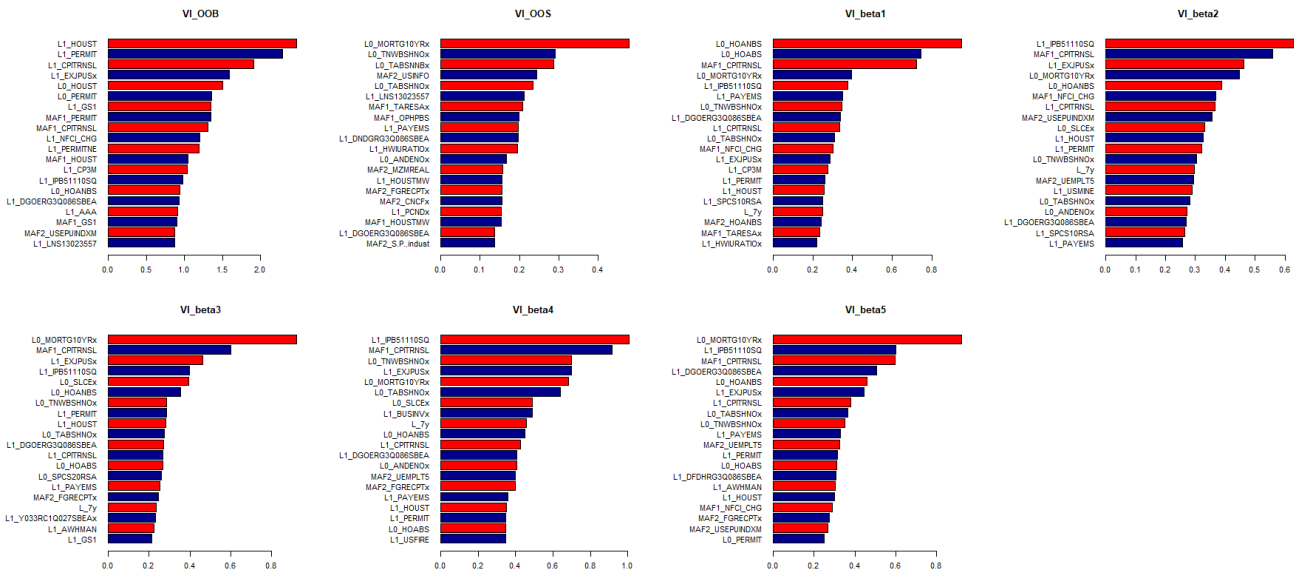 VI_OOB
L1_HOUST
L1_PERMIT
L1_CPITRNSL
L1_EXJPUSx
L0_HOUST
L0_PERMIT
L1_GS1
MAF1_PERMIT
MAF1_CPITRNSL
L1_NFCI_CHG
L1_PERMITNE
MAF1_HOUST
L1_CP3M
L1_IPB51110SQ
L0_HOANBS
L1_DGOERG3Q086SBEA
L1_AAA
MAF1_GS1
MAF2_USEPUINDXM
L1_LNS13023557
0.0 0.5 1.0 1.5 2.0
VI_OOS
L0_MORTG10YRx
L0_TNWBSHNOx
L0_TABSNNBx
MAF2_USINFO
L0_TABSHNOx
L1_LNS13023557
MAF1_TARESAx
MAF1_OPHPBS
L1_PAYEMS
L1_DNDGRG3Q086SBEA
L1_HWIURATIOx
L0_ANDENOx
MAF2_MZMREAL
L1_HOUSTMW
MAF2_FGRECPTx
MAF2_CNCFx
L1_PCNDx
MAF1_HOUSTMW
L1_DGOERG3Q086SBEA
MAF2_S.P..indust
0.0 0.1 0.2 0.3 0.4
VI_beta1
L0_HOANBS
L0_HOABS
MAF1_CPITRNSL
L0_MORTG10YRx
L1_IPB51110SQ
L1_PAYEMS
L0_TNWBSHNOx
L1_DGOERG3Q086SBEA
L1_CPITRNSL
L0_TABSHNOx
MAF1_NFCI_CHG
L1_EXJPUSx
L1_CP3M
L1_PERMIT
L1_HOUST
L1_SPCS10RSA
L_7y
MAF2_HOANBS
MAF1_TARESAx
L1_HWIURATIOx
0.0 0.2 0.4 0.6 0.8
VI_beta2
L1_IPB51110SQ
MAF1_CPITRNSL
L1_EXJPUSx
L0_MORTG10YRx
L0_HOANBS
MAF1_NFCI_CHG
L1_CPITRNSL
MAF2_USEPUINDXM
L0_SLCEx
L1_HOUST
L1_PERMIT
L0_TNWBSHNOx
L_7y
MAF2_UEMPLT5
L1_USMINE
L0_TABSHNOx
L0_ANDENOx
L1_DGOERG3Q086SBEA
L1_SPCS10RSA
L1_PAYEMS
0.0 0.1 0.2 0.3 0.4 0.5 0.6
VI_beta3
L0_MORTG10YRx
MAF1_CPITRNSL
L1_EXJPUSx
L1_IPB51110SQ
L0_SLCEx
L0_HOANBS
L0_TNWBSHNOx
L1_PERMIT
L1_HOUST
L0_TABSHNOx
L1_DGOERG3Q086SBEA
L1_CPITRNSL
L0_HOABS
L0_SPCS20RSA
L1_PAYEMS
MAF2_FGRECPTx
L_7y
L1_Y033RC1Q027SBEAx
L1_AWHMAN
L1_GS1
0.0 0.2 0.4 0.6 0.8
VI_beta4
L1_IPB51110SQ
MAF1_CPITRNSL
L0_TNWBSHNOx
L1_EXJPUSx
L0_MORTG10YRx
L0_TABSHNOx
L0_SLCEx
L1_BUSINVx
L_7y
L0_HOANBS
L1_CPITRNSL
L1_DGOERG3Q086SBEA
L0_ANDENOx
MAF2_UEMPLT5
MAF2_FGRECPTx
L1_PAYEMS
L1_HOUST
L1_PERMIT
L0_HOABS
L1_USFIRE
0.0 0.2 0.4 0.6 0.8 1.0
VI_beta5
L0_MORTG10YRx
L1_IPB51110SQ
MAF1_CPITRNSL
L1_DGOERG3Q086SBEA
L0_HOANBS
L1_EXJPUSx
L1_CPITRNSL
L0_TABSHNOx
L0_TNWBSHNOx
L1_PAYEMS
MAF2_UEMPLT5
L1_PERMIT
L0_HOABS
L1_DFDHRG3Q086SBEA
L1_AWHMAN
L1_HOUST
MAF1_NFCI_CHG
MAF2_FGRECPTx
MAF2_USEPUINDXM
L0_PERMIT
0.0 0.2 0.4 0.6 0.8